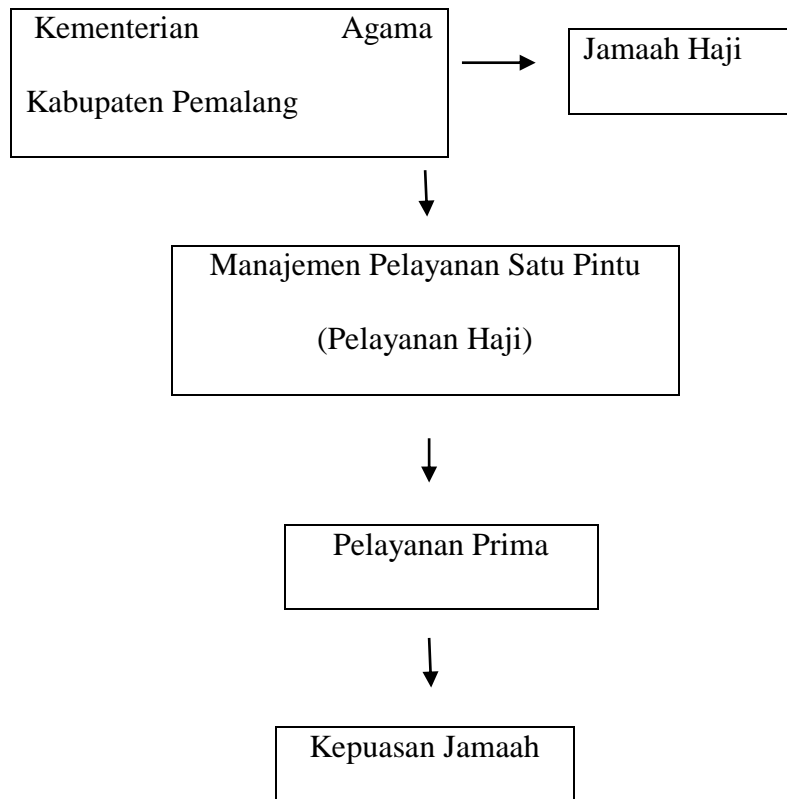 Kementerian Agama
Kabupaten Pemalang
Jamaah Haji
Manajemen Pelayanan Satu Pintu
(Pelayanan Haji)
Pelayanan Prima
Kepuasan Jamaah